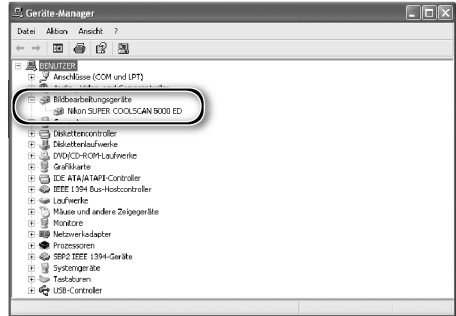 Geräte-Manager
Datei Aktion Ansicht ?
BENUTZER
Anschlüsse (COM und LPT)
Bildbearbeitungsgeräte
Nikon SUPER COOLSCAN 5000 ED
Diskettencontroller
Diskettenlaufwerke
DVD/CD-ROM-Laufwerke
Grafikkarte
IDE ATA/ATAPI-Controller
IEEE 1394 Bus-Hostcontroller
Laufwerke
Mäuse und andere Zeigegeräte
Monitore
Netzwerkadapter
Prozessoren
SBP2 IEEE 1394-Geräte
Systemgeräte
Tastaturen
USB-Controller